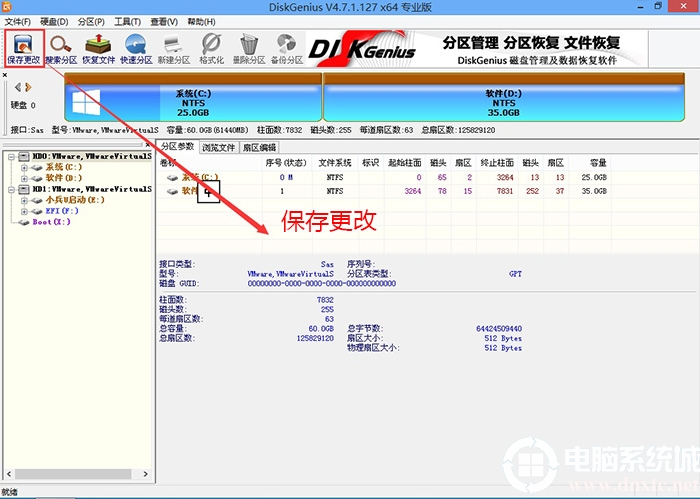 DiskGenius V4.7.1.127 x64 专业版
文件(F) 硬盘(D) 分区(P) 工具(T) 查看(V) 帮助(H)
保存更改 搜索分区 恢复文件 快速分区 新建分区 格式化 删除分区 备份分区
DISK Genius
分区管理 分区恢复 文件恢复
DiskGenius 磁盘管理及数据恢复软件
硬盘 0
系统(C:)
NTFS
25.0GB
软件(D:)
NTFS
35.0GB
接口:Sas 型号:VMware,VMwareVirtualS 容量:60.0GB(61440MB) 柱面数:7832 磁头数:255 每道扇区数:63 总扇区数:125829120
HD0:VMware,VMwareVirtualS
系统(C:)
软件(D:)
HD1:VMware,VMwareVirtualS
小兵U启动(E:)
EFI(F:)
Boot(X:)
分区参数 浏览文件 扇区编辑
卷标 序号(状态) 文件系统 标识 起始柱面 磁头 扇区 终止柱面 磁头 扇区 容量
系统(C:) 0 M NTFS 0 65 2 3264 13 13 25.0GB
软件 1 NTFS 3264 78 15 7831 252 37 35.0GB
4
保存更改
接口类型: Sas 序列号:
型号: VMware,VMwareVirtualS 分区表类型: GPT
磁盘 GUID: 00000000-0000-0000-0000-000000000000
柱面数: 7832
磁头数: 255
每道扇区数: 63
总容量: 60.0GB 总字节数: 64424509440
总扇区数: 125829120 扇区大小: 512 Bytes
物理扇区大小: 512 Bytes
就绪
电脑系统城
www.dnxtc.net